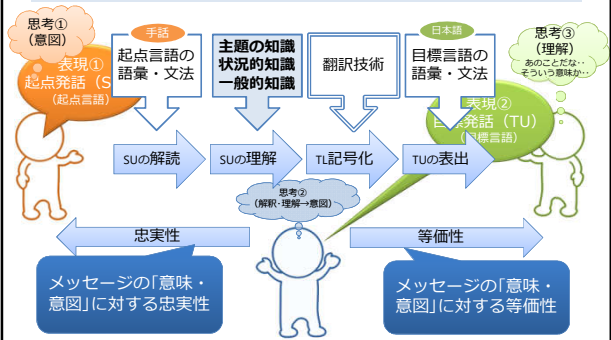 思考①
(意図)
表現①
起点発話(S
(起点言語)
手話
起点言語の
語彙・文法
主題の知識
状況的知識
一般的知識
翻訳技術
日本語
目標言語の
語彙・文法
思考③
(理解)
あのことだな‥
そういう意味か‥
表現②
目標発話(TU)
(目標言語)
SUの解読
SUの理解
TL記号化
TUの表出
思考②
(解釈・理解→意図)
忠実性
等価性
メッセージの「意味・
意図」に対する忠実性
メッセージの「意味・
意図」に対する等価性